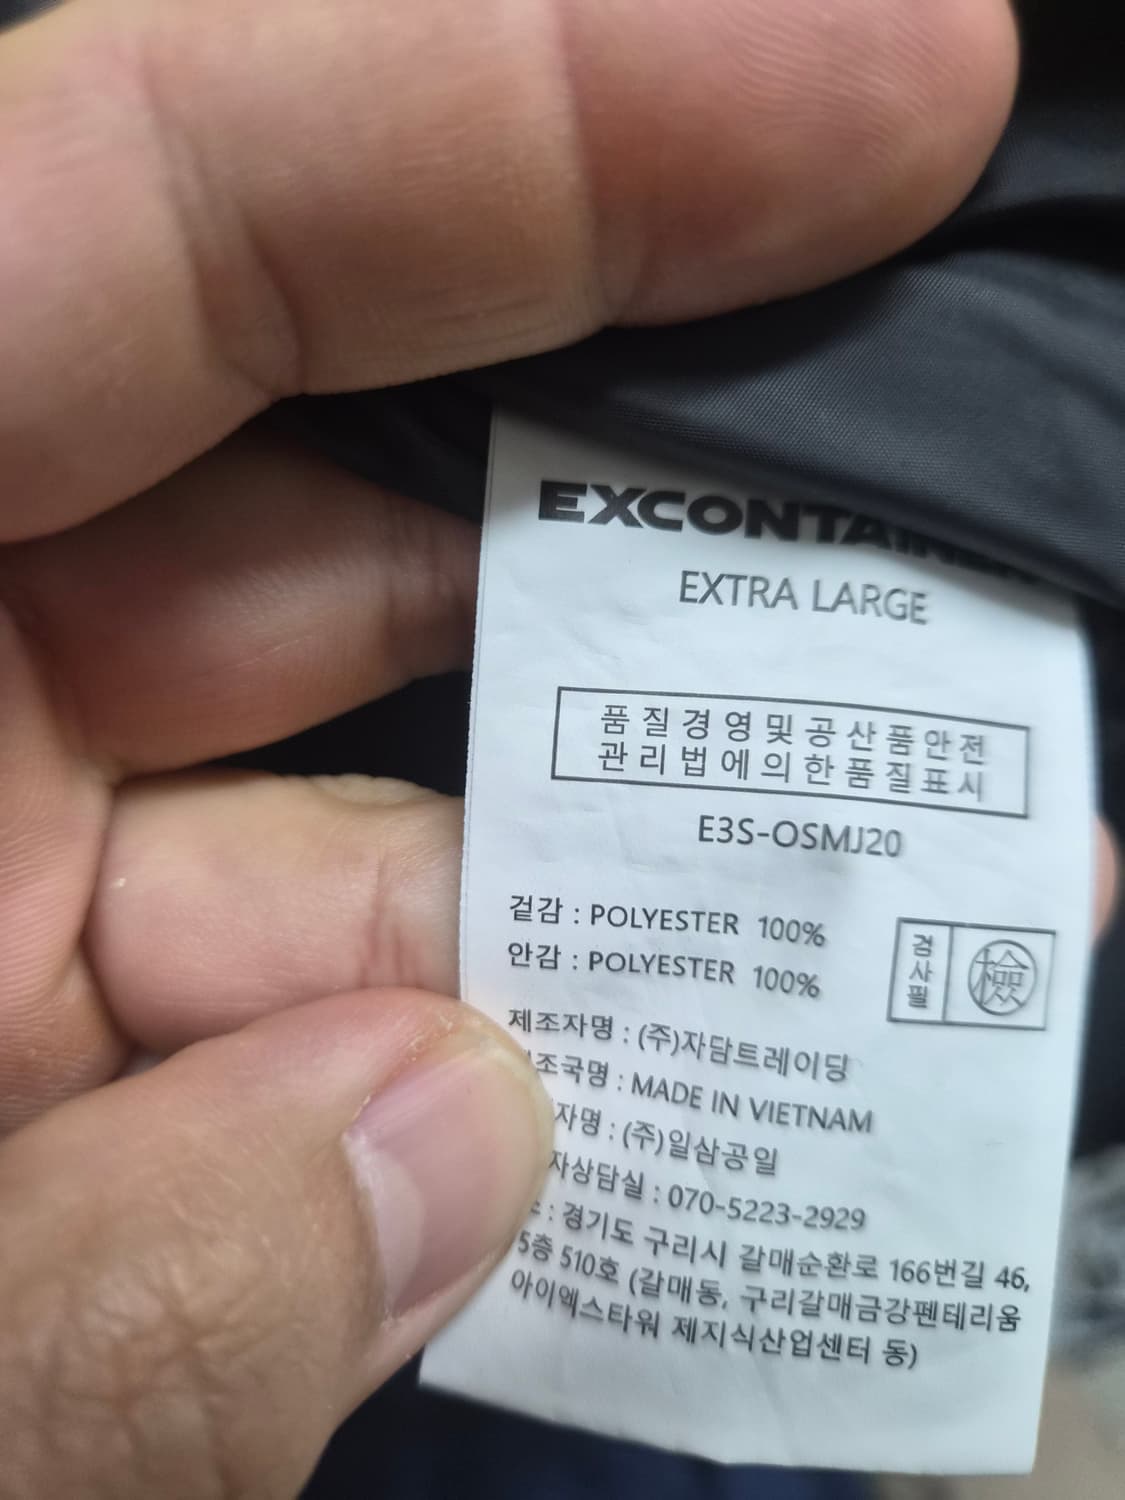 EXCONTAINER
EXTRA LARGE
품질경영및공산품안전
관리법에의한품질표시
E3S-OSMJ20
겉감 : POLYESTER 100%
안감 : POLYESTER 100%
검사필
檢
제조자명 : (주)자담트레이딩
조국명 : MADE IN VIETNAM
자명 : (주)일삼공일
자상담실 : 070-5223-2929
: 경기도 구리시 갈매순환로 166번길 46,
5층 510호 (갈매동, 구리갈매금강펜테리움
아이엑스타워 제지식산업센터 동)